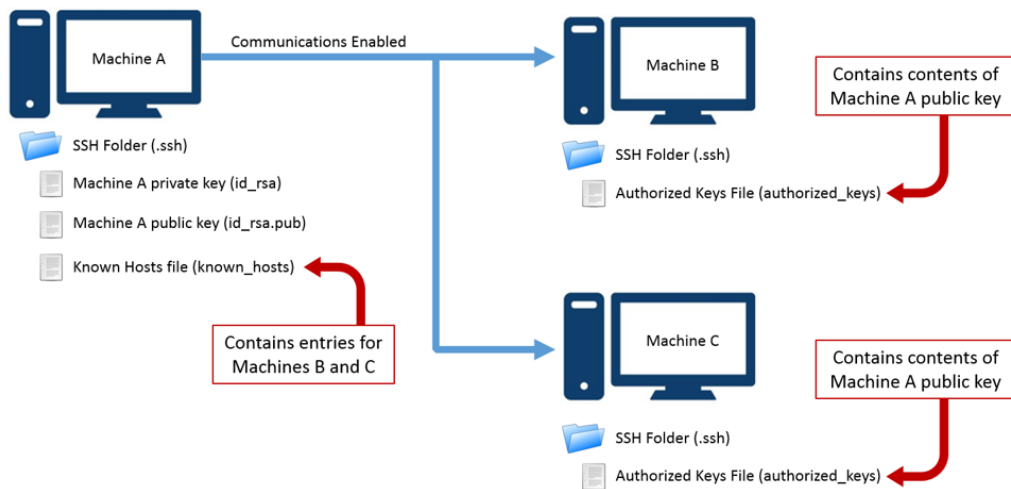 Machine A
Communications Enabled
Machine B
Contains contents of
Machine A public key
SSH Folder (.ssh)
Machine A private key (id_rsa)
Machine A public key (id_rsa.pub)
Known Hosts file (known_hosts)
Contains entries for
Machines B and C
SSH Folder (.ssh)
Authorized Keys File (authorized_keys)
Machine C
Contains contents of
Machine A public key
SSH Folder (.ssh)
Authorized Keys File (authorized_keys)